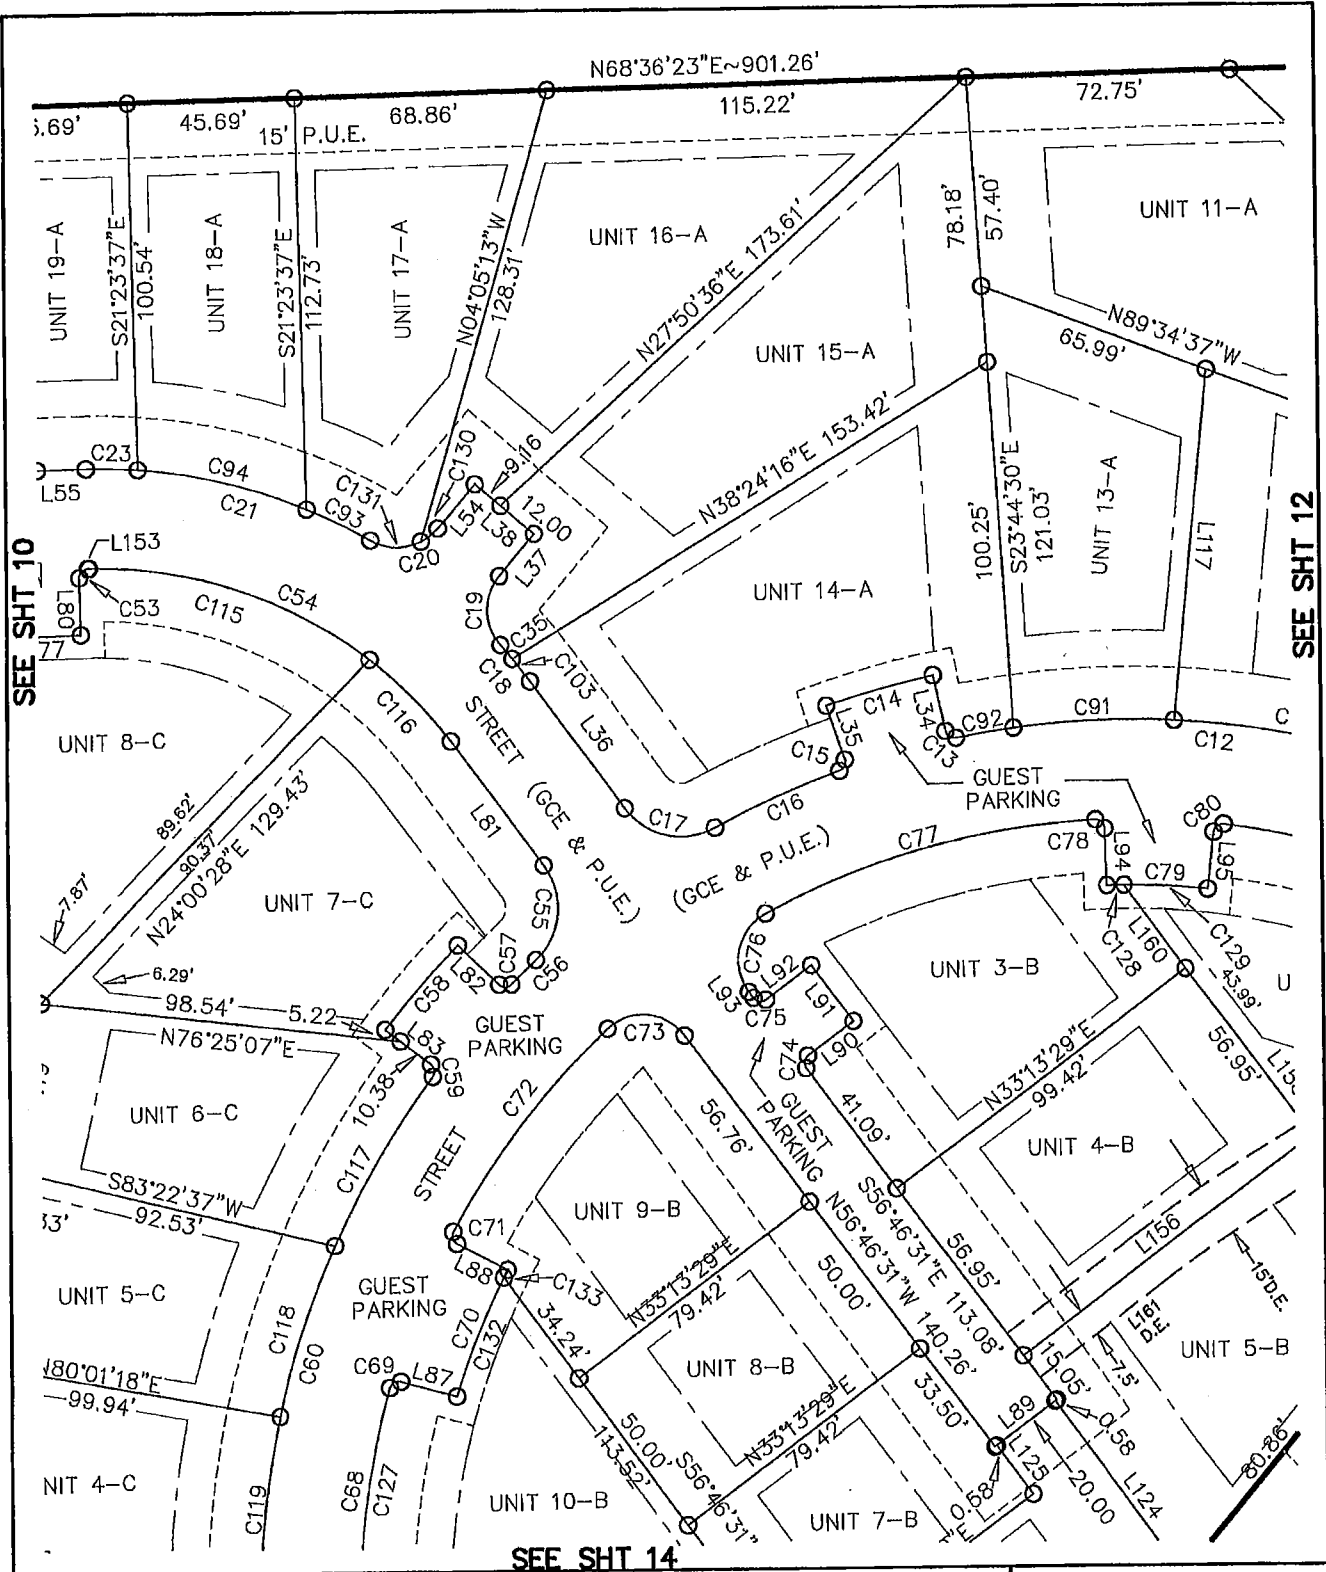 N68°36'23"E~901.26'
5.69'
45.69'
68.86'
115.22'
72.75'
15' P.U.E.
UNIT 19-A
S21°23'37"E
100.54'
UNIT 18-A
S21°23'37"E
112.73'
UNIT 17-A
N04°05'13"W
128.31'
UNIT 16-A
N27°50'36"E 173.61'
78.18'
57.40'
UNIT 11-A
N89°34'37"W
65.99'
UNIT 15-A
N38°24'16"E 153.42'
100.25'
S23°44'30"E
121.03'
UNIT 13-A
L117
UNIT 14-A
SEE SHT 12
SEE SHT 10
C23
L55
C94
C21
C131
C93
C20
C130
L54
9.16
L38
12.00
L37
C19
C35
C18
C103
L36
L153
C53
L80
77
C115
C54
C116
L81
STREET
(GCE & P.U.E.)
C14
L34
L35
C15
C13
C92
C91
C12
C
C16
C17
GUEST
PARKING
(GCE & P.U.E.)
C77
C78
C80
L94
C79
L95
C128
C129
L160
43.99'
UNIT 8-C
89.62'
90.37'
N24°00'28"E 129.43'
7.87'
6.29'
UNIT 7-C
C55
C56
C57
L82
C58
5.22
98.54'
N76°25'07"E
L83
10.38
C59
GUEST
PARKING
C76
L92
L93
C75
L91
L90
C74
UNIT 3-B
U
N33°13'29"E
99.42'
56.95'
UNIT 4-B
L156
UNIT 6-C
C117
STREET
C72
C73
56.76'
GUEST
PARKING
41.09'
S83°22'37"W
92.53'
33'
UNIT 5-C
C118
C60
GUEST
PARKING
C71
L88
C133
C70
C132
C69
L87
UNIT 9-B
N33°13'29"E
79.42'
34.24'
50.00'
N56°46'31"W 140.26'
S56°46'31"E 113.08'
56.95'
15'D.E.
L161
D.E.
UNIT 5-B
7.5'
15.05'
0.58
N80°01'18"E
99.94'
NIT 4-C
C119
C68
C127
UNIT 8-B
N33°13'29"E
79.42'
33.50'
L89
L125
20.00
L124
0.58
80.86'
50.00'
113.52'
S56°46'31"
UNIT 10-B
UNIT 7-B
SEE SHT 14